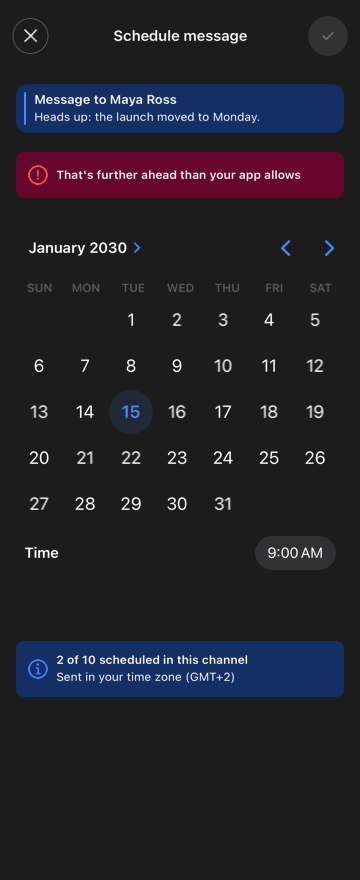 Schedule message
Message to Maya Ross
Heads up: the launch moved to Monday.
That's further ahead than your app allows
January 2030
SUN MON TUE WED THU FRI SAT
1 2 3 4 5
6 7 8 9 10 11 12
13 14 15 16 17 18 19
20 21 22 23 24 25 26
27 28 29 30 31
Time 9:00 AM
2 of 10 scheduled in this channel
Sent in your time zone (GMT+2)